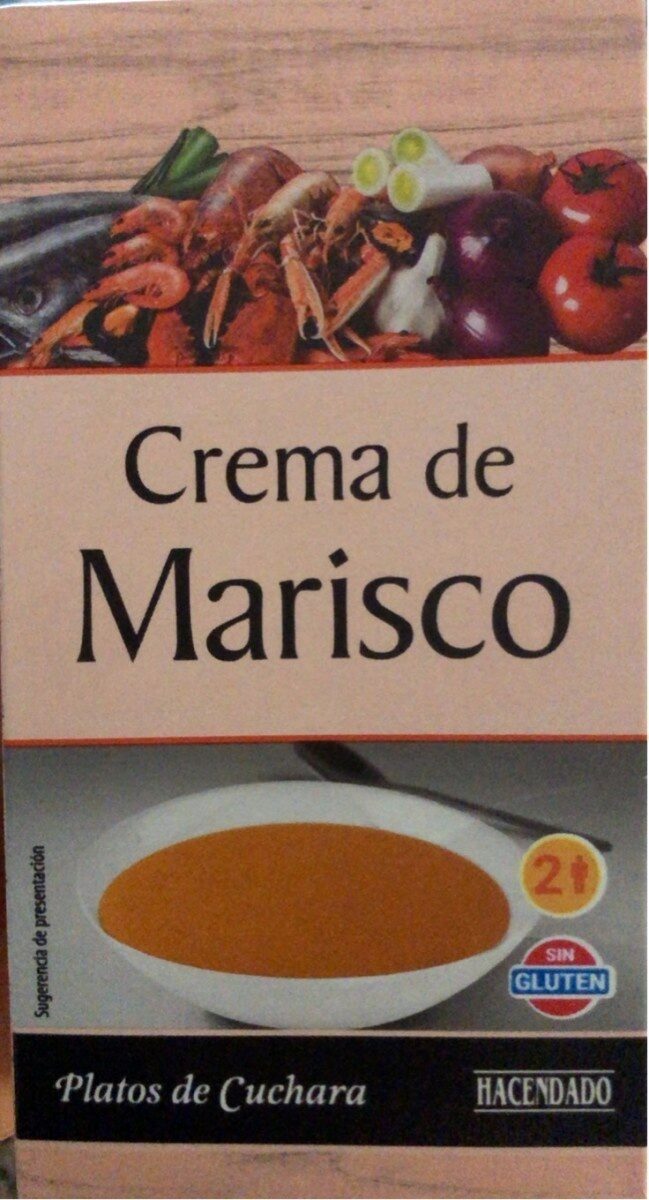 Crema de
Marisco
Sugerencia de presentación
2
SIN
GLUTEN
Platos de Cuchara
HACENDADO